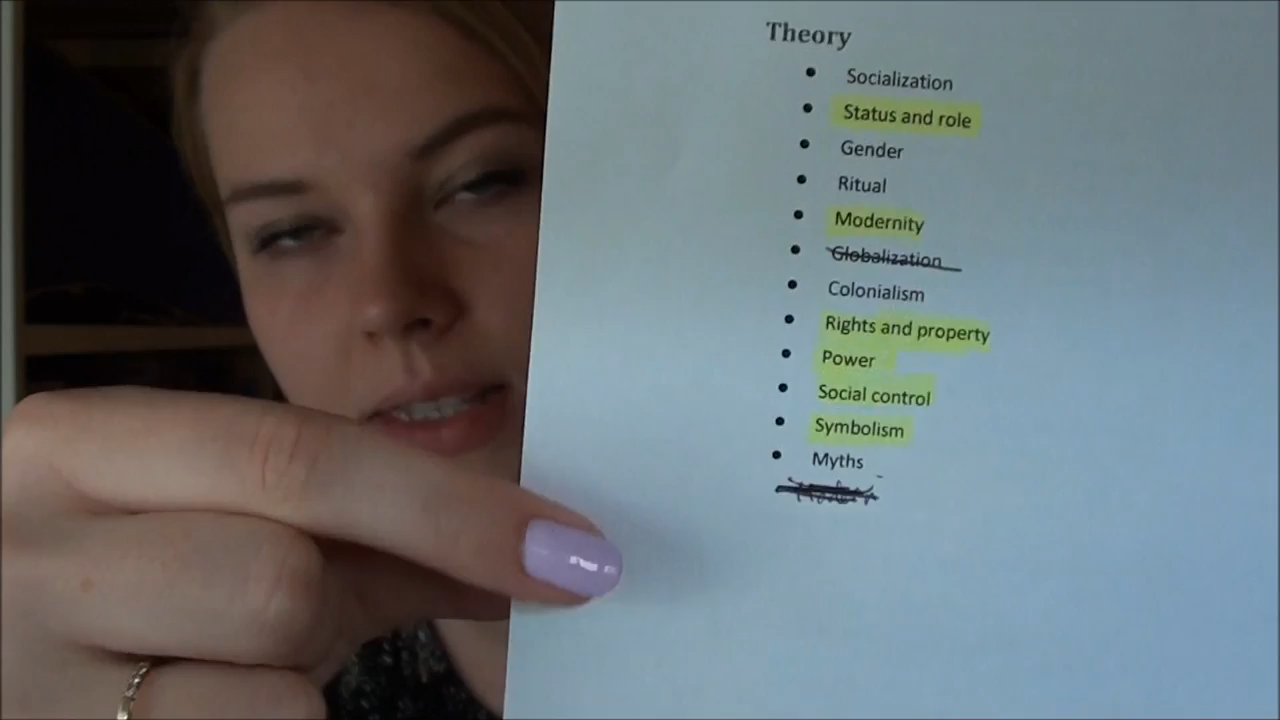 Theory
• Socialization
• Status and role
• Gender
• Ritual
• Modernity
• Globalization
• Colonialism
• Rights and property
• Power
• Social control
• Symbolism
• Myths